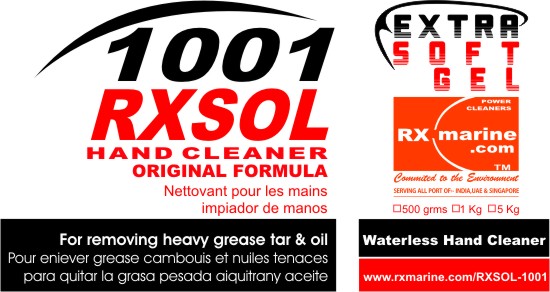 1001
RXSOL
HAND CLEANER
ORIGINAL FORMULA
Nettovant pour les mains
impiador de manos
For removing heavy grease tar & oil
Pour eniever grease cambouis et nuiles tenaces
para quitar la grasa pesada aiquitrany aceite
EXTRA
SOFT
GEL
POWER
CLEANERS
RX marine
.com
TM
Commited to the Environment
SERVING ALL PORT OF:- INDIA,UAE & SINGAPORE
☐500 grms ☐1 Kg ☐5 Kg
Waterless Hand Cleaner
www.rxmarine.com/RXSOL-1001